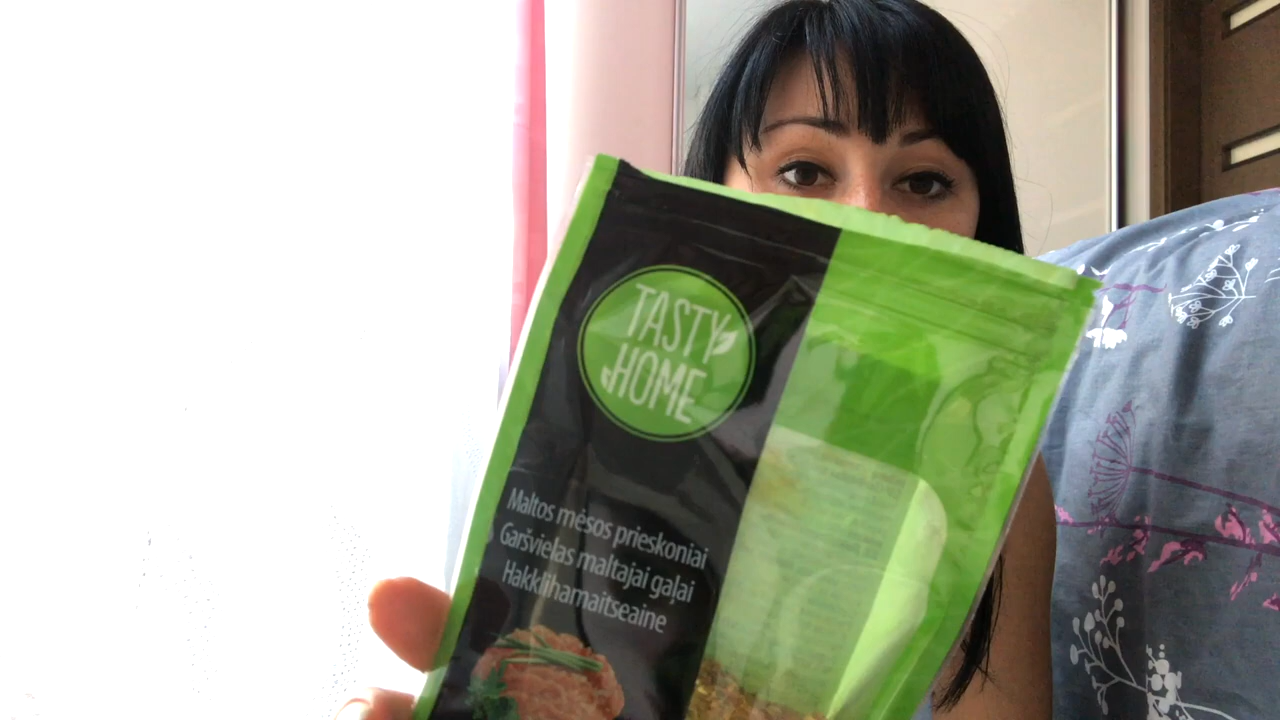 TASTY
HOME
Maltos mėsos prieskoniai
Garšvielas maltajai gaļai
Hakklihamaitseaine